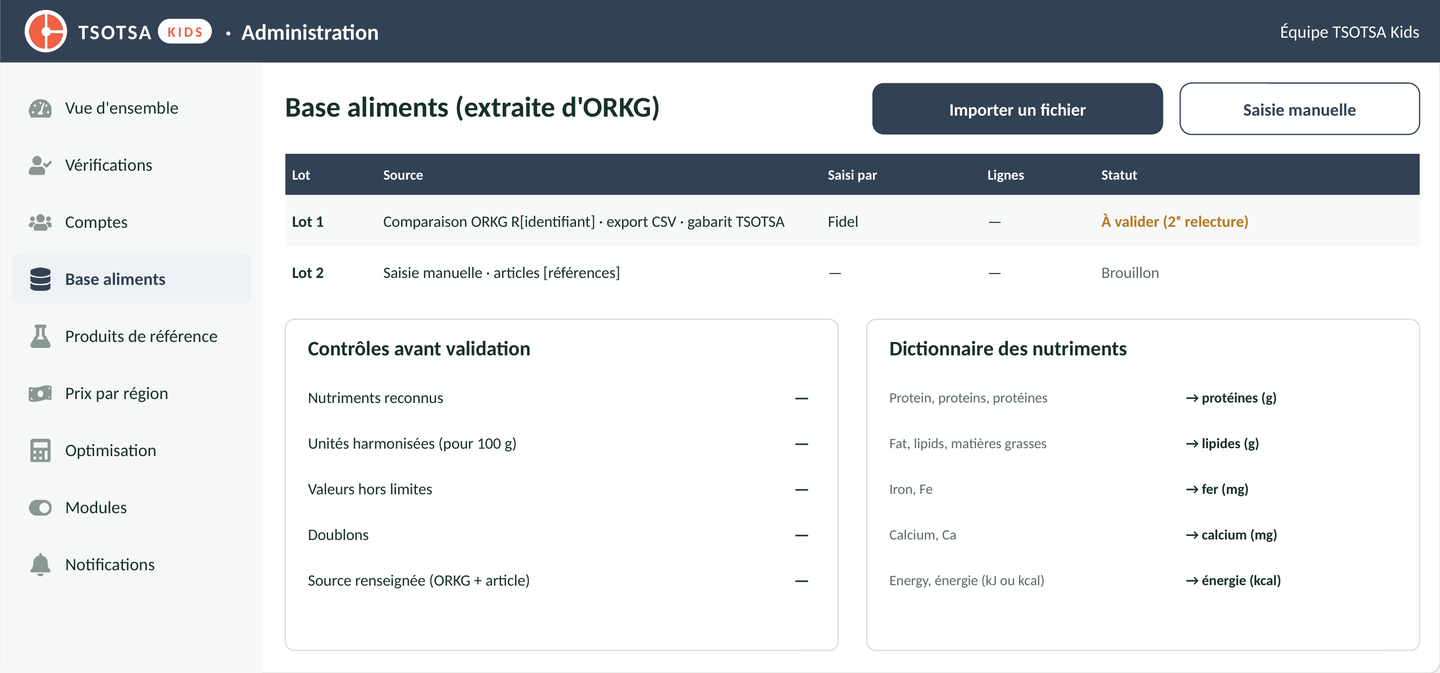 TSOTSA KIDS · Administration
Équipe TSOTSA Kids
Vue d'ensemble
Vérifications
Comptes
Base aliments
Produits de référence
Prix par région
Optimisation
Modules
Notifications
Base aliments (extraite d'ORKG)
Importer un fichier
Saisie manuelle
Lot Source Saisi par Lignes Statut
Lot 1 Comparaison ORKG R[identifiant] · export CSV · gabarit TSOTSA Fidel — À valider (2ᵉ relecture)
Lot 2 Saisie manuelle · articles [références] — — Brouillon
Contrôles avant validation
Nutriments reconnus —
Unités harmonisées (pour 100 g) —
Valeurs hors limites —
Doublons —
Source renseignée (ORKG + article) —
Dictionnaire des nutriments
Protein, proteins, protéines → protéines (g)
Fat, lipids, matières grasses → lipides (g)
Iron, Fe → fer (mg)
Calcium, Ca → calcium (mg)
Energy, énergie (kJ ou kcal) → énergie (kcal)